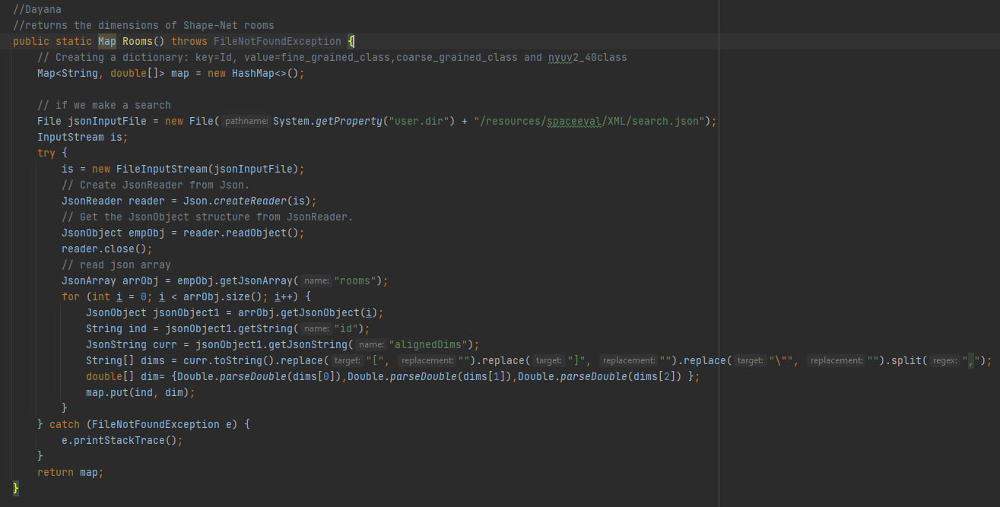 //Dayana
//returns the dimensions of Shape-Net rooms
public static Map Rooms() throws FileNotFoundException {
    // Creating a dictionary: key=Id, value=fine_grained_class,coarse_grained_class and nyuv2_40class
    Map<String, double[]> map = new HashMap<>();

    // if we make a search
    File jsonInputFile = new File( pathname: System.getProperty("user.dir") + "/resources/spaceeval/XML/search.json");
    InputStream is;
    try {
        is = new FileInputStream(jsonInputFile);
        // Create JsonReader from Json.
        JsonReader reader = Json.createReader(is);
        // Get the JsonObject structure from JsonReader.
        JsonObject empObj = reader.readObject();
        reader.close();
        // read json array
        JsonArray arrObj = empObj.getJsonArray( name: "rooms");
        for (int i = 0; i < arrObj.size(); i++) {
            JsonObject jsonObject1 = arrObj.getJsonObject(i);
            String ind = jsonObject1.getString( name: "id");
            JsonString curr = jsonObject1.getJsonString( name: "alignedDims");
            String[] dims = curr.toString().replace( target: "[", replacement: "").replace( target: "]", replacement: "").replace( target: "\"", replacement: "").split( regex: ",");
            double[] dim= {Double.parseDouble(dims[0]),Double.parseDouble(dims[1]),Double.parseDouble(dims[2]) };
            map.put(ind, dim);
        }
    } catch (FileNotFoundException e) {
        e.printStackTrace();
    }
    return map;
}